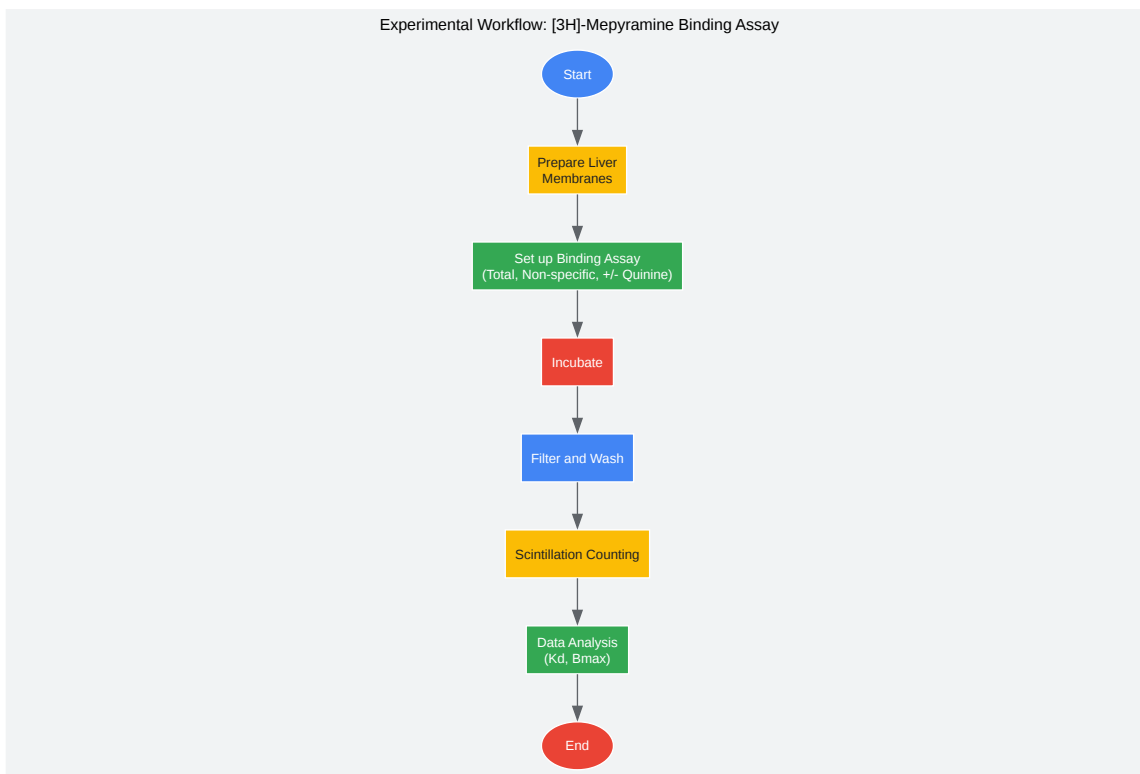 Experimental Workflow: [3H]-Mepyramine Binding Assay
Start
Prepare Liver
Membranes
Set up Binding Assay
(Total, Non-specific, +/- Quinine)
Incubate
Filter and Wash
Scintillation Counting
Data Analysis
(Kd, Bmax)
End